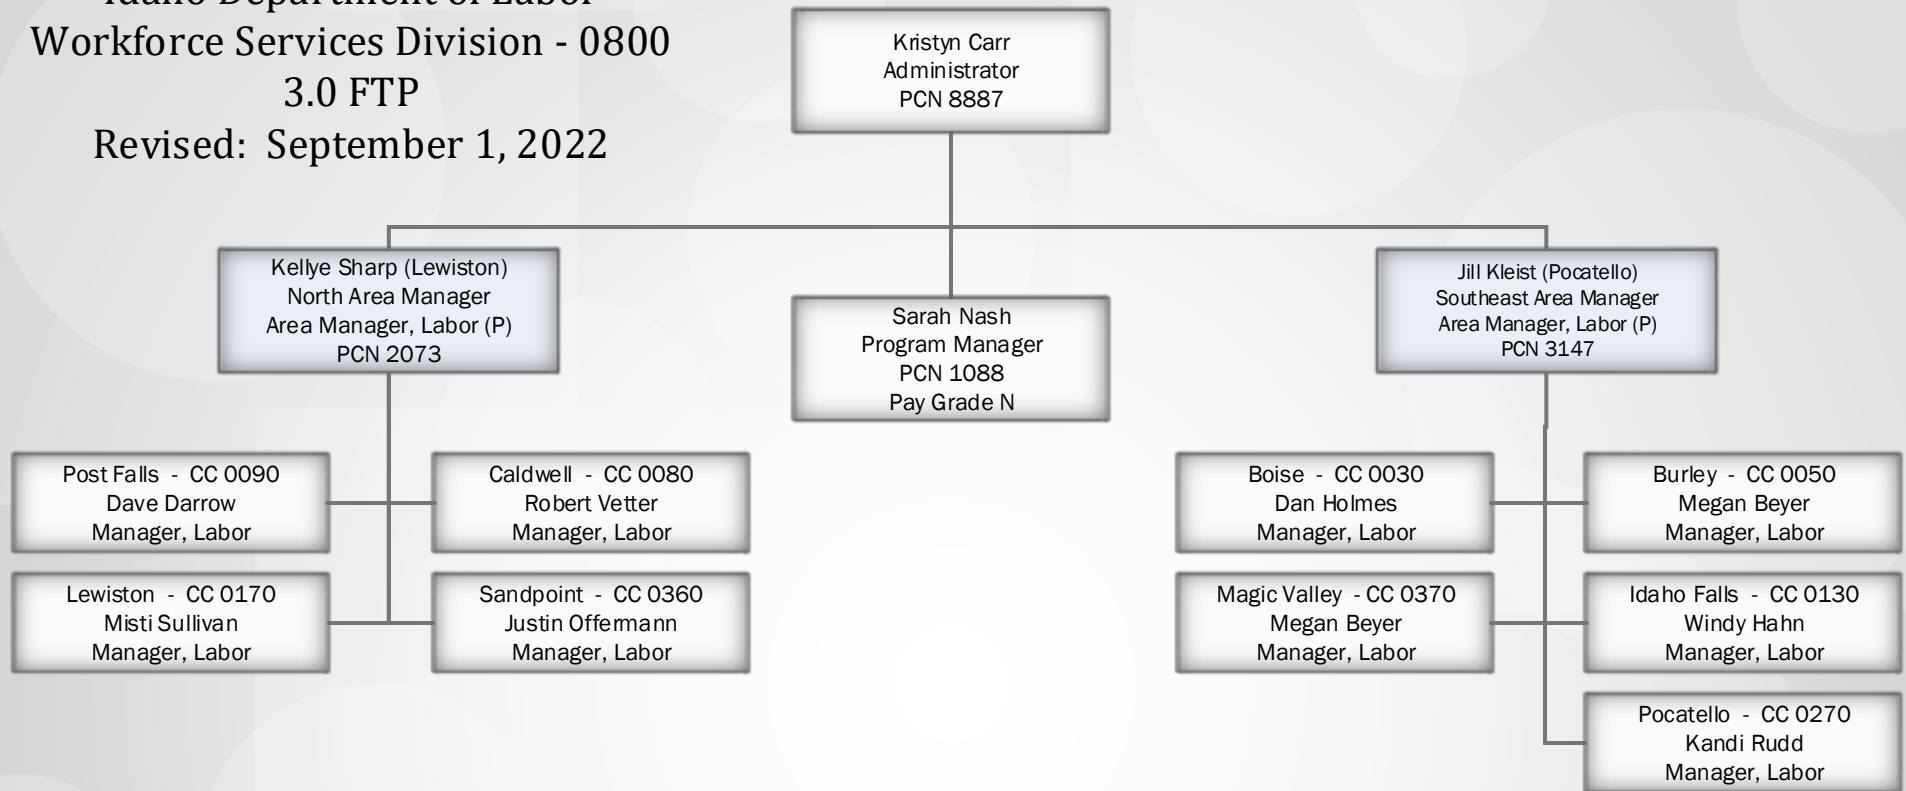 Idaho Department of Labor
Workforce Services Division - 0800
3.0 FTP
Revised: September 1, 2022
Kristyn Carr
Administrator
PCN 8887
Kellye Sharp (Lewiston)
North Area Manager
Area Manager, Labor (P)
PCN 2073
Sarah Nash
Program Manager
PCN 1088
Pay Grade N
Jill Kleist (Pocatello)
Southeast Area Manager
Area Manager, Labor (P)
PCN 3147
Post Falls - CC 0090
Dave Darrow
Manager, Labor
Caldwell - CC 0080
Robert Vetter
Manager, Labor
Lewiston - CC 0170
Misti Sullivan
Manager, Labor
Sandpoint - CC 0360
Justin Offermann
Manager, Labor
Boise - CC 0030
Dan Holmes
Manager, Labor
Burley - CC 0050
Megan Beyer
Manager, Labor
Magic Valley - CC 0370
Megan Beyer
Manager, Labor
Idaho Falls - CC 0130
Windy Hahn
Manager, Labor
Pocatello - CC 0270
Kandi Rudd
Manager, Labor